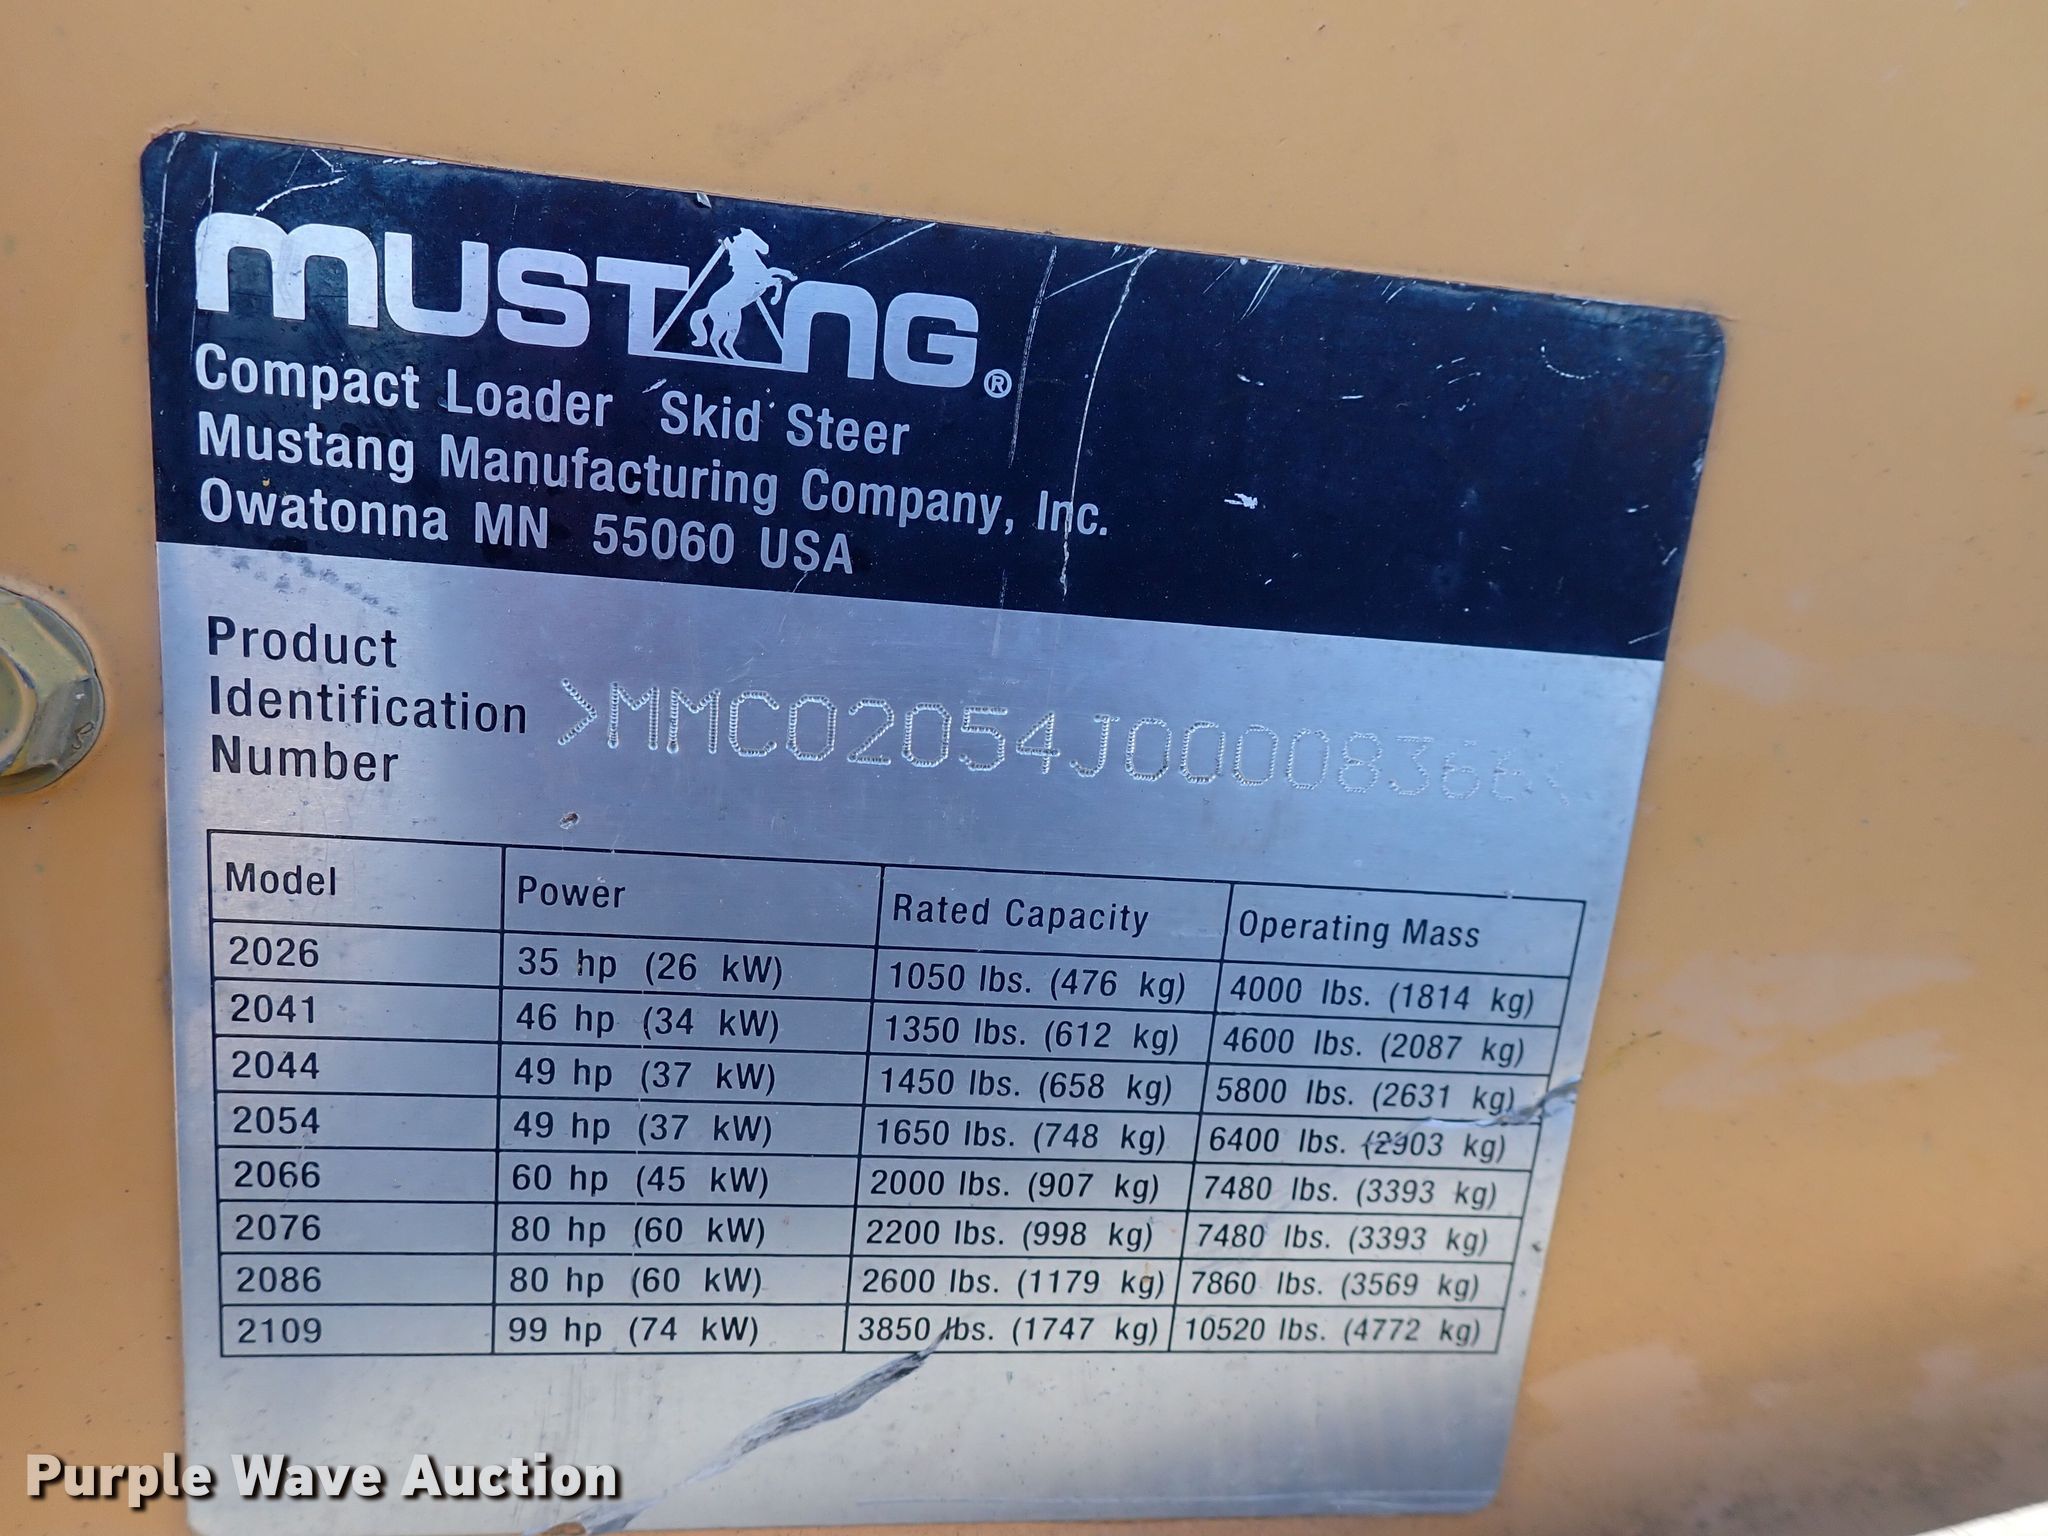 MUSTANG®
Compact Loader Skid Steer
Mustang Manufacturing Company, Inc.
Owatonna MN 55060 USA
Product
Identification
Number
>MMC02054J00008366<
Model Power Rated Capacity Operating Mass
2026 35 hp (26 kW) 1050 lbs. (476 kg) 4000 lbs. (1814 kg)
2041 46 hp (34 kW) 1350 lbs. (612 kg) 4600 lbs. (2087 kg)
2044 49 hp (37 kW) 1450 lbs. (658 kg) 5800 lbs. (2631 kg)
2054 49 hp (37 kW) 1650 lbs. (748 kg) 6400 lbs. (2903 kg)
2066 60 hp (45 kW) 2000 lbs. (907 kg) 7480 lbs. (3393 kg)
2076 80 hp (60 kW) 2200 lbs. (998 kg) 7480 lbs. (3393 kg)
2086 80 hp (60 kW) 2600 lbs. (1179 kg) 7860 lbs. (3569 kg)
2109 99 hp (74 kW) 3850 lbs. (1747 kg) 10520 lbs. (4772 kg)
Purple Wave Auction